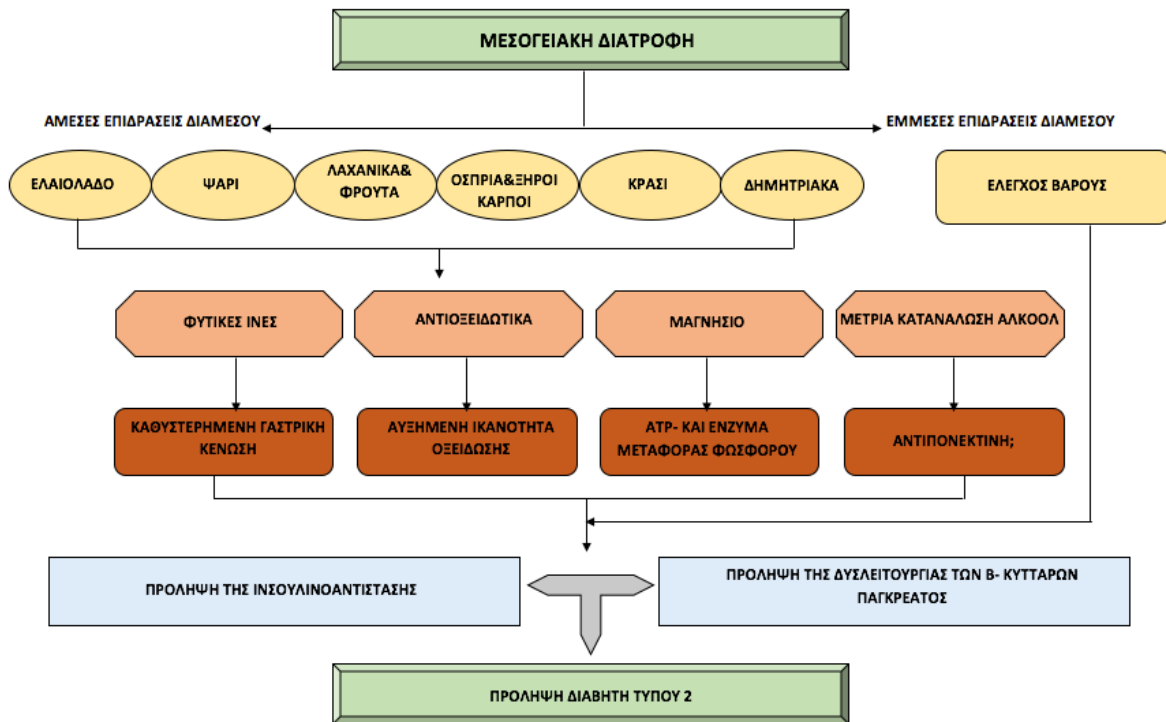 ΜΕΣΟΓΕΙΑΚΗ ΔΙΑΤΡΟΦΗ
ΑΜΕΣΕΣ ΕΠΙΔΡΑΣΕΙΣ ΔΙΑΜΕΣΟΥ
ΕΜΜΕΣΕΣ ΕΠΙΔΡΑΣΕΙΣ ΔΙΑΜΕΣΟΥ
ΕΛΑΙΟΛΑΔΟ
ΨΑΡΙ
ΛΑΧΑΝΙΚΑ&
ΦΡΟΥΤΑ
ΟΣΠΡΙΑ&ΞΗΡΟΙ
ΚΑΡΠΟΙ
ΚΡΑΣΙ
ΔΗΜΗΤΡΙΑΚΑ
ΕΛΕΓΧΟΣ ΒΑΡΟΥΣ
ΦΥΤΙΚΕΣ ΙΝΕΣ
ΑΝΤΙΟΞΕΙΔΩΤΙΚΑ
ΜΑΓΝΗΣΙΟ
ΜΕΤΡΙΑ ΚΑΤΑΝΑΛΩΣΗ ΑΛΚΟΟΛ
ΚΑΘΥΣΤΕΡΗΜΕΝΗ ΓΑΣΤΡΙΚΗ
ΚΕΝΩΣΗ
ΑΥΞΗΜΕΝΗ ΙΚΑΝΟΤΗΤΑ
ΟΞΕΙΔΩΣΗΣ
ATP- ΚΑΙ ΕΝΖΥΜΑ
ΜΕΤΑΦΟΡΑΣ ΦΩΣΦΟΡΟΥ
ΑΝΤΙΠΟΝΕΚΤΙΝΗ;
ΠΡΟΛΗΨΗ ΤΗΣ ΙΝΣΟΥΛΙΝΟΑΝΤΙΣΤΑΣΗΣ
ΠΡΟΛΗΨΗ ΤΗΣ ΔΥΣΛΕΙΤΟΥΡΓΙΑΣ ΤΩΝ Β- ΚΥΤΤΑΡΩΝ
ΠΑΓΚΡΕΑΤΟΣ
ΠΡΟΛΗΨΗ ΔΙΑΒΗΤΗ ΤΥΠΟΥ 2